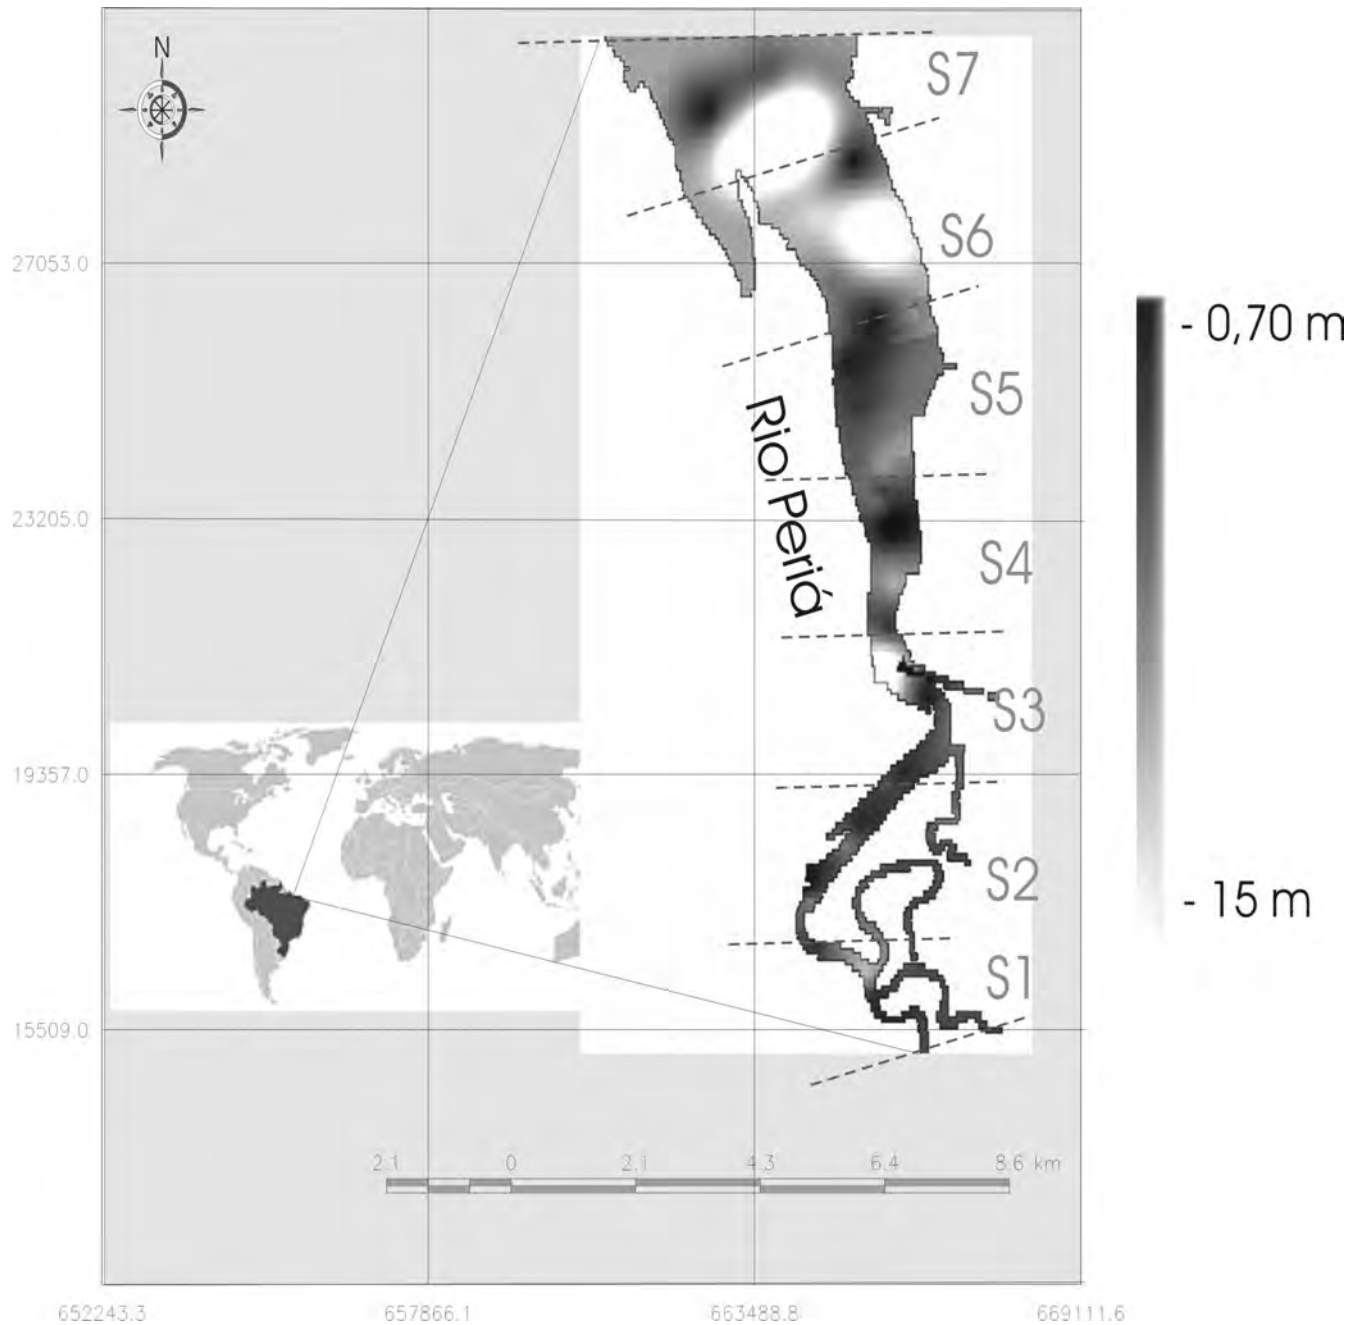 N
S7
S6
27053.0
- 0,70 m
S5
Rio Periá
23205.0
S4
S3
19357.0
S2
- 15 m
S1
15509.0
2.1 0 2.1 4.3 6.4 8.6 km
652243.3 657866.1 663488.8 669111.6